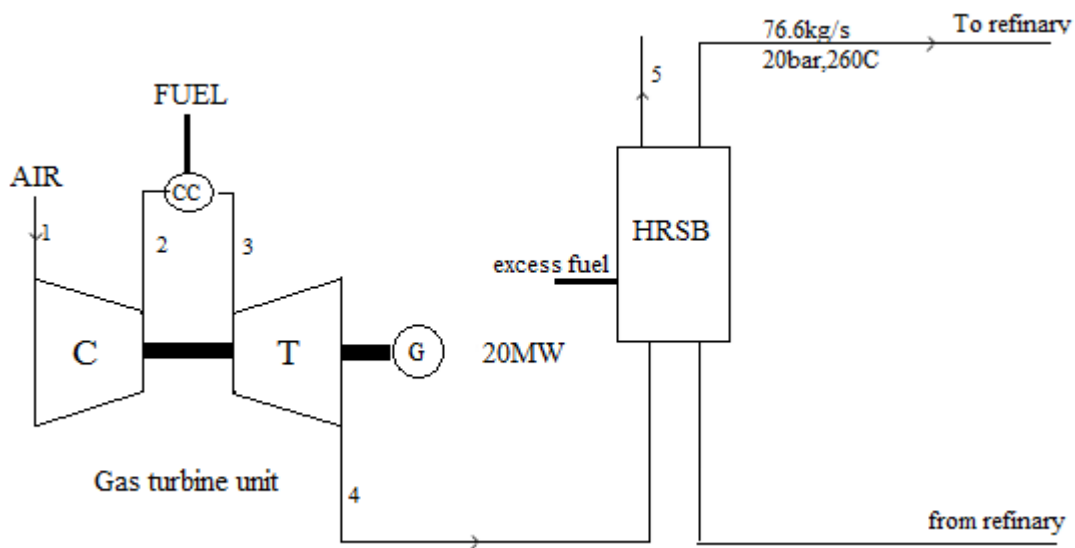 76.6kg/s
To refinary
20bar,260C
5
FUEL
AIR
CC
1
2
3
HRSB
excess fuel
C
T
G
20MW
Gas turbine unit
4
from refinary